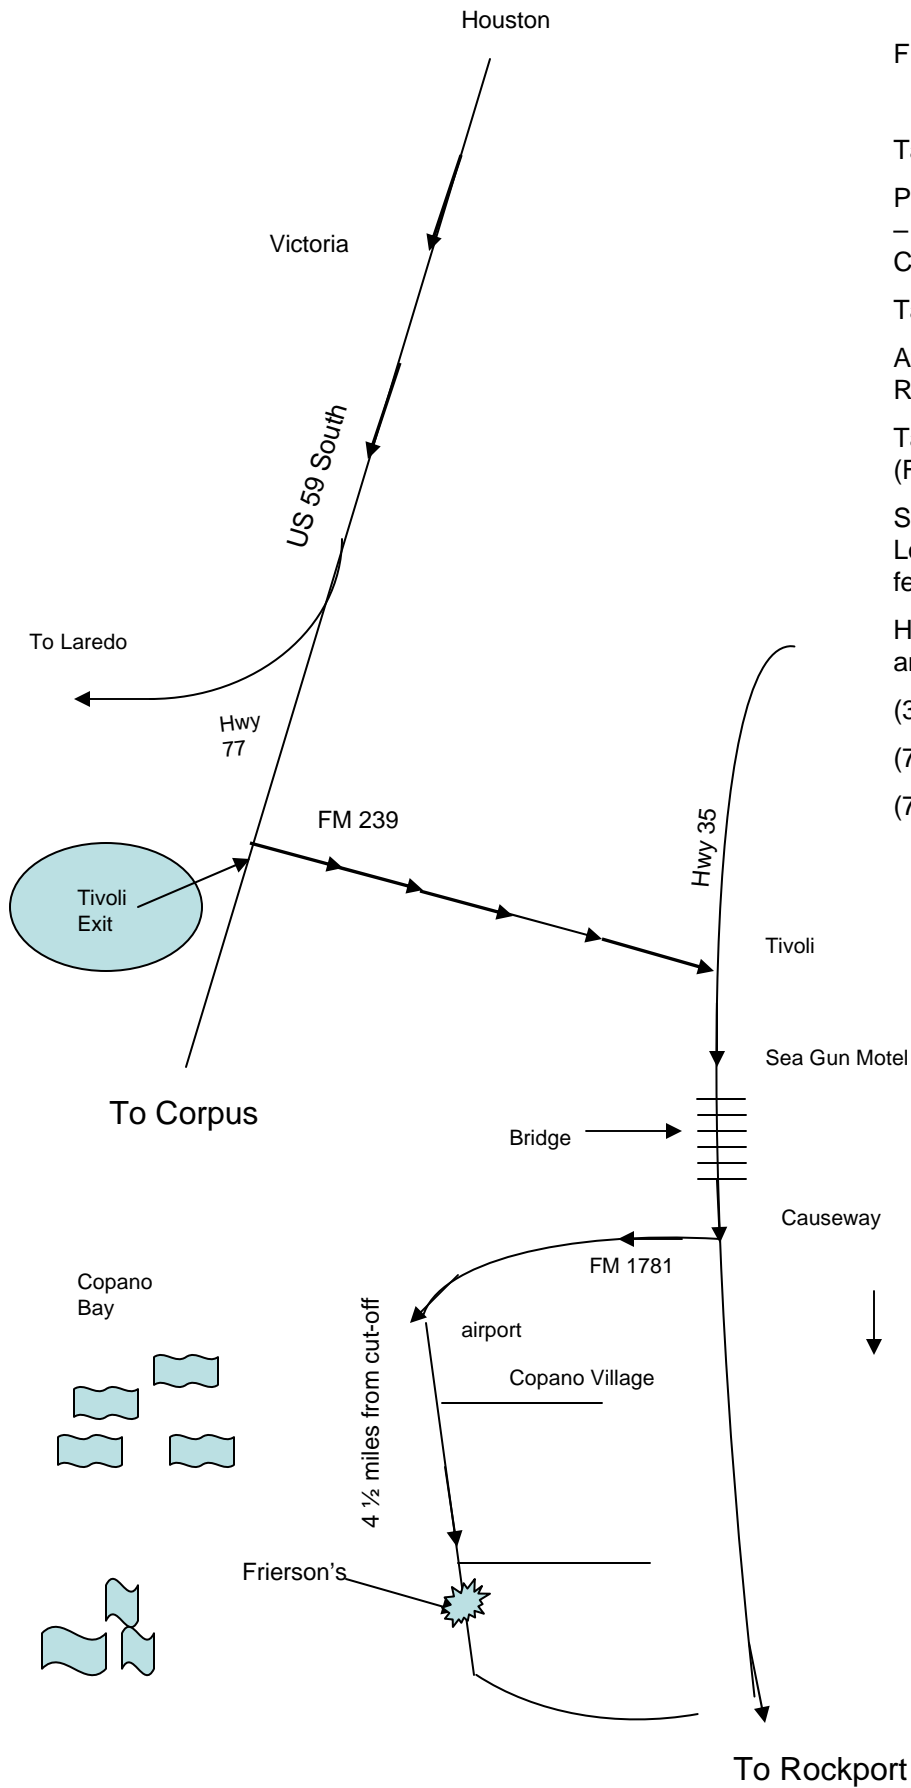 Houston
Victoria
US 59 South
To Laredo
Hwy
77
FM 239
Hwy 35
Tivoli
Exit
Tivoli
Sea Gun Motel
To Corpus
Bridge
Causeway
FM 1781
Copano
Bay
4 ½ miles from cut-off
airport
Copano Village
Frierson's
To Rockport